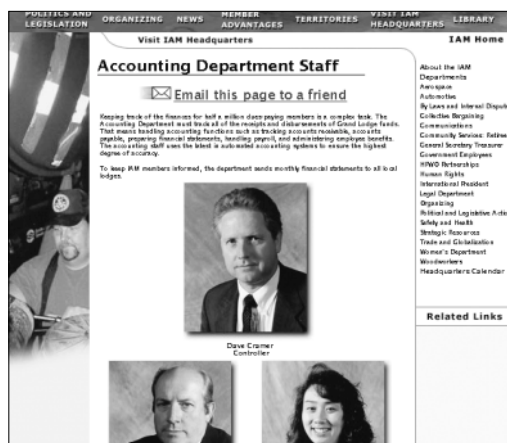 POLITICS AND
LEGISLATION
ORGANIZING
NEWS
MEMBER
ADVANTAGES
TERRITORIES
VISIT IAM
HEADQUARTERS
LIBRARY
Visit IAM Headquarters
IAM Home
Accounting Department Staff
Email this page to a friend
Keeping track of the finances for half a million dues-paying members is a complex task. The
Accounting Department must track all of the receipts and disbursements of Grand Lodge funds.
That means handling accounting functions such as tracking accounts receivable, accounts
payable, preparing financial statements, handling payroll, and administering employee benefits.
The accounting staff uses the latest in automated accounting systems to ensure the highest
degree of accuracy.
To keep IAM members informed, the department sends monthly financial statements to all local
lodges.
Dave Cramer
Controller
About the IAM
Departments
Aerospace
Automotive
By Laws and Internal Dispute
Collective Bargaining
Communications
Community Services: Retiree
General Secretary Treasurer
Government Employees
HPWO Partnerships
Human Rights
International President
Legal Department
Organizing
Political and Legislative Actio
Safety and Health
Strategic Resources
Trade and Globalization
Women's Department
Woodworkers
Headquarters Calendar
Related Links